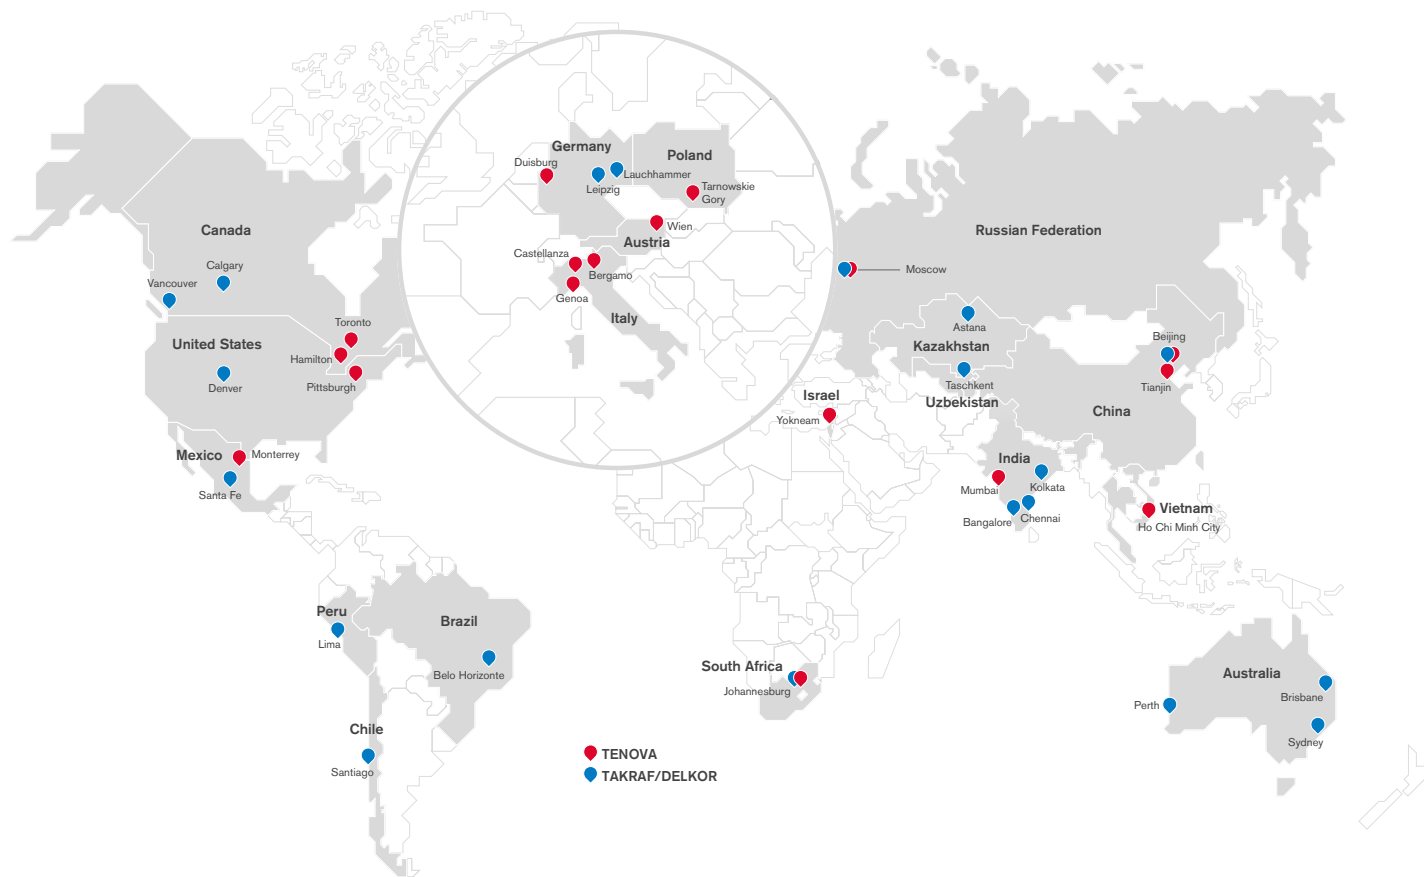 Germany
Poland
Duisburg
Lauchhammer
Leipzig
Tarnowskie
Gory
Wien
Austria
Castellanza
Bergamo
Genoa
Italy
Canada
Calgary
Vancouver
Toronto
United States
Hamilton
Denver
Pittsburgh
Mexico
Monterrey
Santa Fe
Russian Federation
Moscow
Astana
Kazakhstan
Taschkent
Uzbekistan
Beijing
Tianjin
China
Israel
Yokneam
India
Mumbai
Kolkata
Bangalore
Chennai
Vietnam
Ho Chi Minh City
Peru
Lima
Brazil
Belo Horizonte
Chile
Santiago
South Africa
Johannesburg
Australia
Perth
Brisbane
Sydney
TENOVA
TAKRAF/DELKOR